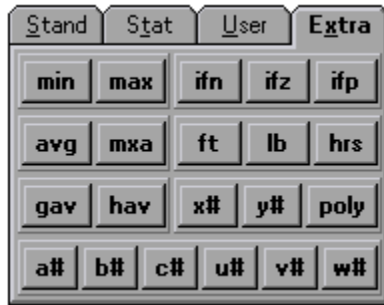 Stand Stat User Extra
min max ifn ifz ifp
avg mxa ft lb hrs
gav hav x# y# poly
a# b# c# u# v# w#